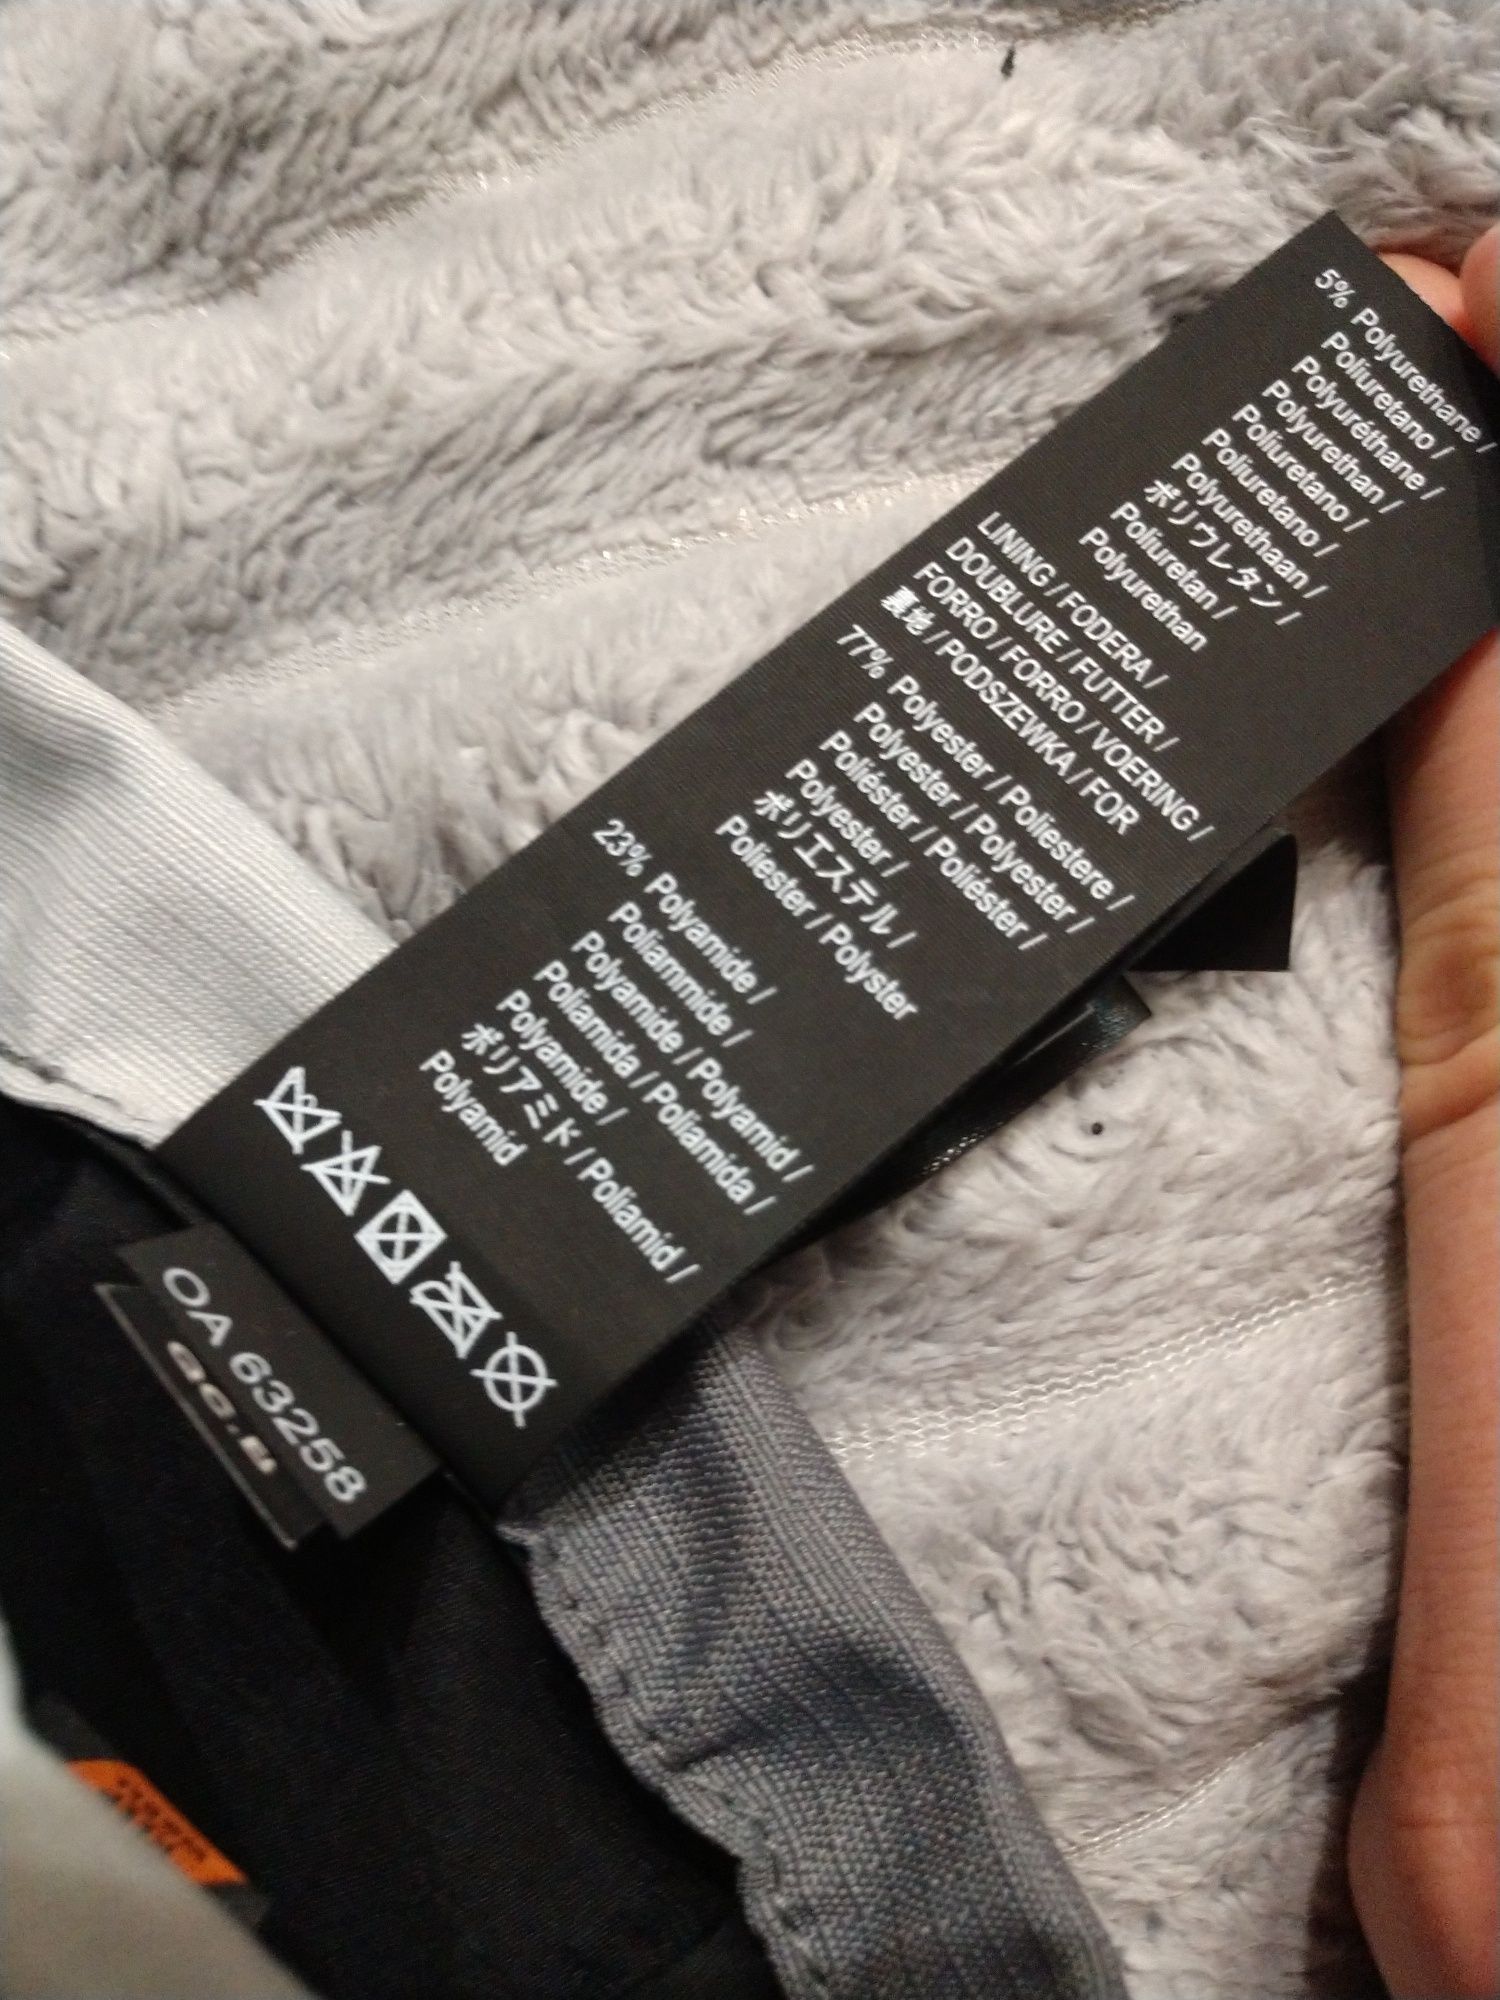 5% Polyurethane /
Poliuretano /
Polyuréthane /
Polyurethan /
Poliuretano /
Poliuretano /
Polyurethaan /
ポリウレタン /
Poliuretan /
Polyurethan
LINING / FODERA /
DOUBLURE / FUTTER /
FORRO / FORRO / VOERING /
裏地 / PODSZEWKA / FOR
77% Polyester / Poliestere /
Polyester / Polyester /
Poliéster / Poliéster /
Polyester /
ポリエステル /
Poliester / Polyster
23% Polyamide /
Poliammide /
Polyamide / Polyamid /
Poliamida / Poliamida /
Polyamide /
ポリアミド / Poliamid /
Polyamid
OA 63258